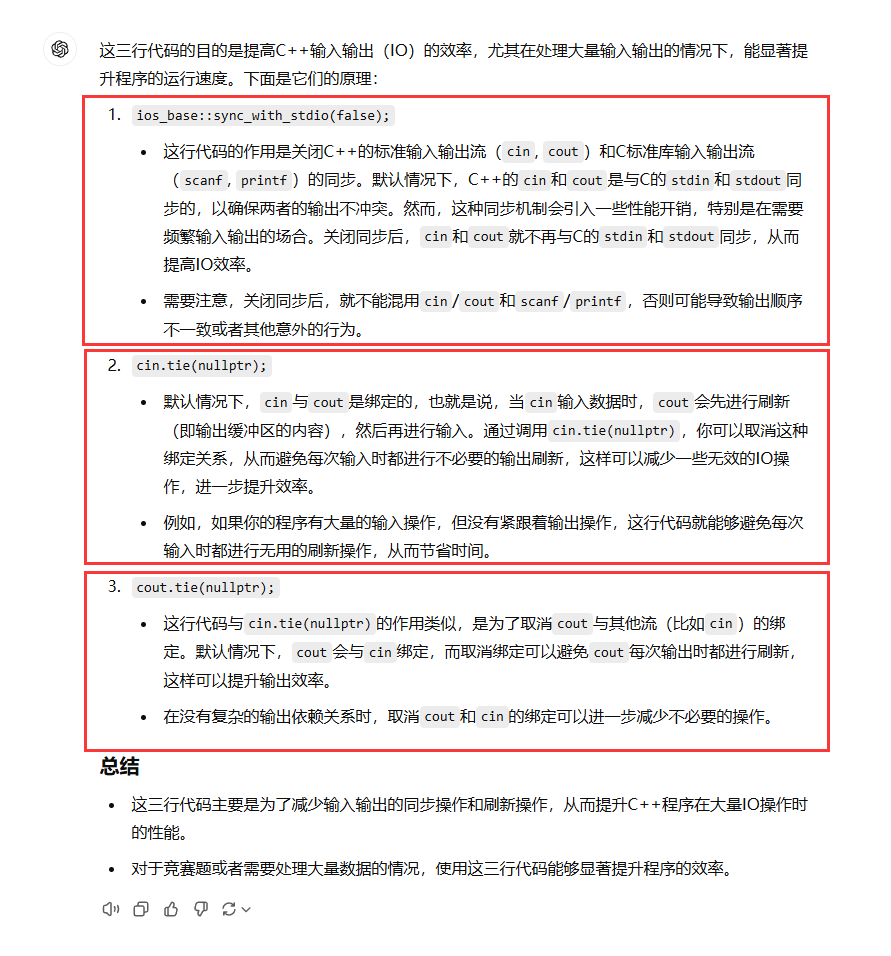 这三行代码的目的是提高C++输入输出（IO）的效率，尤其在处理大量输入输出的情况下，能显著提
升程序的运行速度。下面是它们的原理：
1. ios_base::sync_with_stdio(false);
• 这行代码的作用是关闭C++的标准输入输出流（cin, cout）和C标准库输入输出流
（scanf, printf）的同步。默认情况下，C++的cin和cout是与C的stdin和stdout同
步的，以确保两者的输出不冲突。然而，这种同步机制会引入一些性能开销，特别是在需要
频繁输入输出的场合。关闭同步后，cin和cout就不再与C的stdin和stdout同步，从而
提高IO效率。
• 需要注意，关闭同步后，就不能混用cin/cout和scanf/printf，否则可能导致输出顺序
不一致或者其他意外的行为。
2. cin.tie(nullptr);
• 默认情况下，cin与cout是绑定的，也就是说，当cin输入数据时，cout会先进行刷新
（即输出缓冲区的内容），然后再进行输入。通过调用cin.tie(nullptr)，你可以取消这种
绑定关系，从而避免每次输入时都进行不必要的输出刷新，这样可以减少一些无效的IO操
作，进一步提升效率。
• 例如，如果你的程序有大量的输入操作，但没有紧跟着输出操作，这行代码就能够避免每次
输入时都进行无用的刷新操作，从而节省时间。
3. cout.tie(nullptr);
• 这行代码与cin.tie(nullptr)的作用类似，是为了取消cout与其他流（比如cin）的绑
定。默认情况下，cout会与cin绑定，而取消绑定可以避免cout每次输出时都进行刷新，
这样可以提升输出效率。
• 在没有复杂的输出依赖关系时，取消cout和cin的绑定可以进一步减少不必要的操作。
总结
• 这三行代码主要是为了减少输入输出的同步操作和刷新操作，从而提升C++程序在大量IO操作时
的性能。
• 对于竞赛题或者需要处理大量数据的情况，使用这三行代码能够显著提升程序的效率。